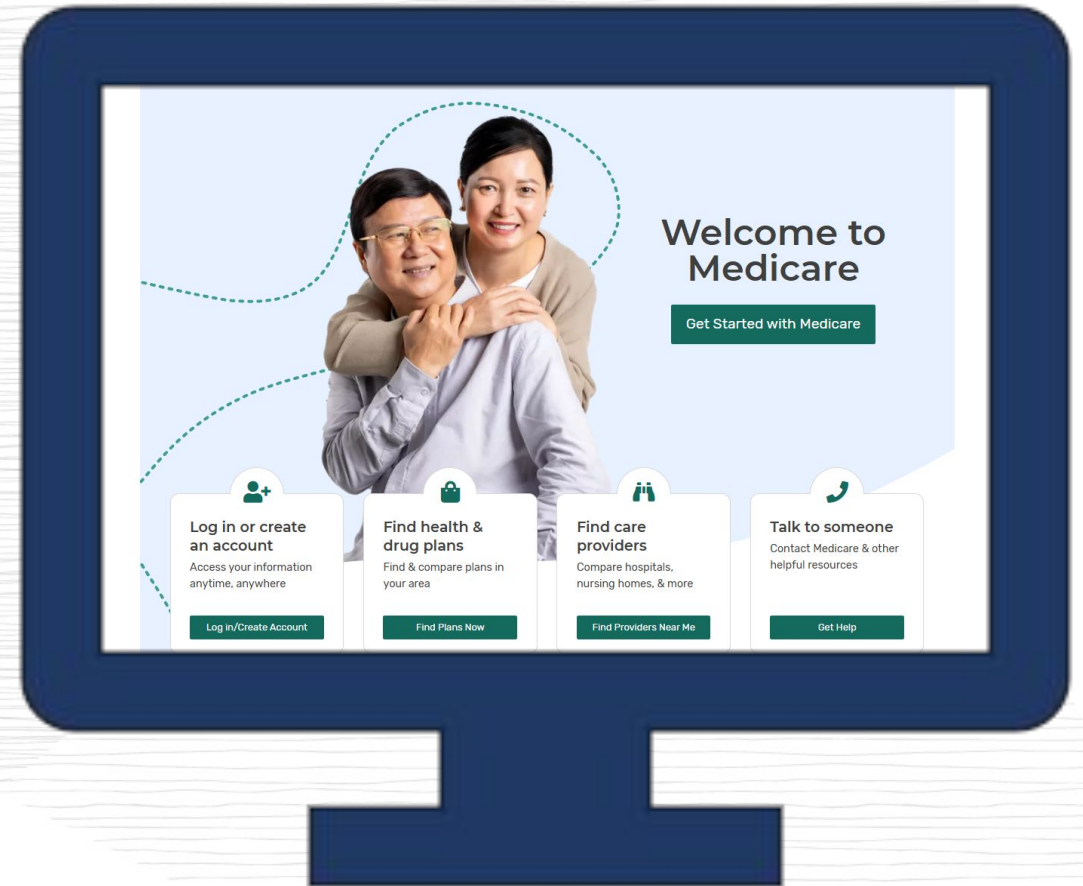 Welcome to
Medicare
Get Started with Medicare
Log in or create
an account
Access your information
anytime, anywhere
Log in/Create Account
Find health &
drug plans
Find & compare plans in
your area
Find Plans Now
Find care
providers
Compare hospitals,
nursing homes, & more
Find Providers Near Me
Talk to someone
Contact Medicare & other
helpful resources
Get Help